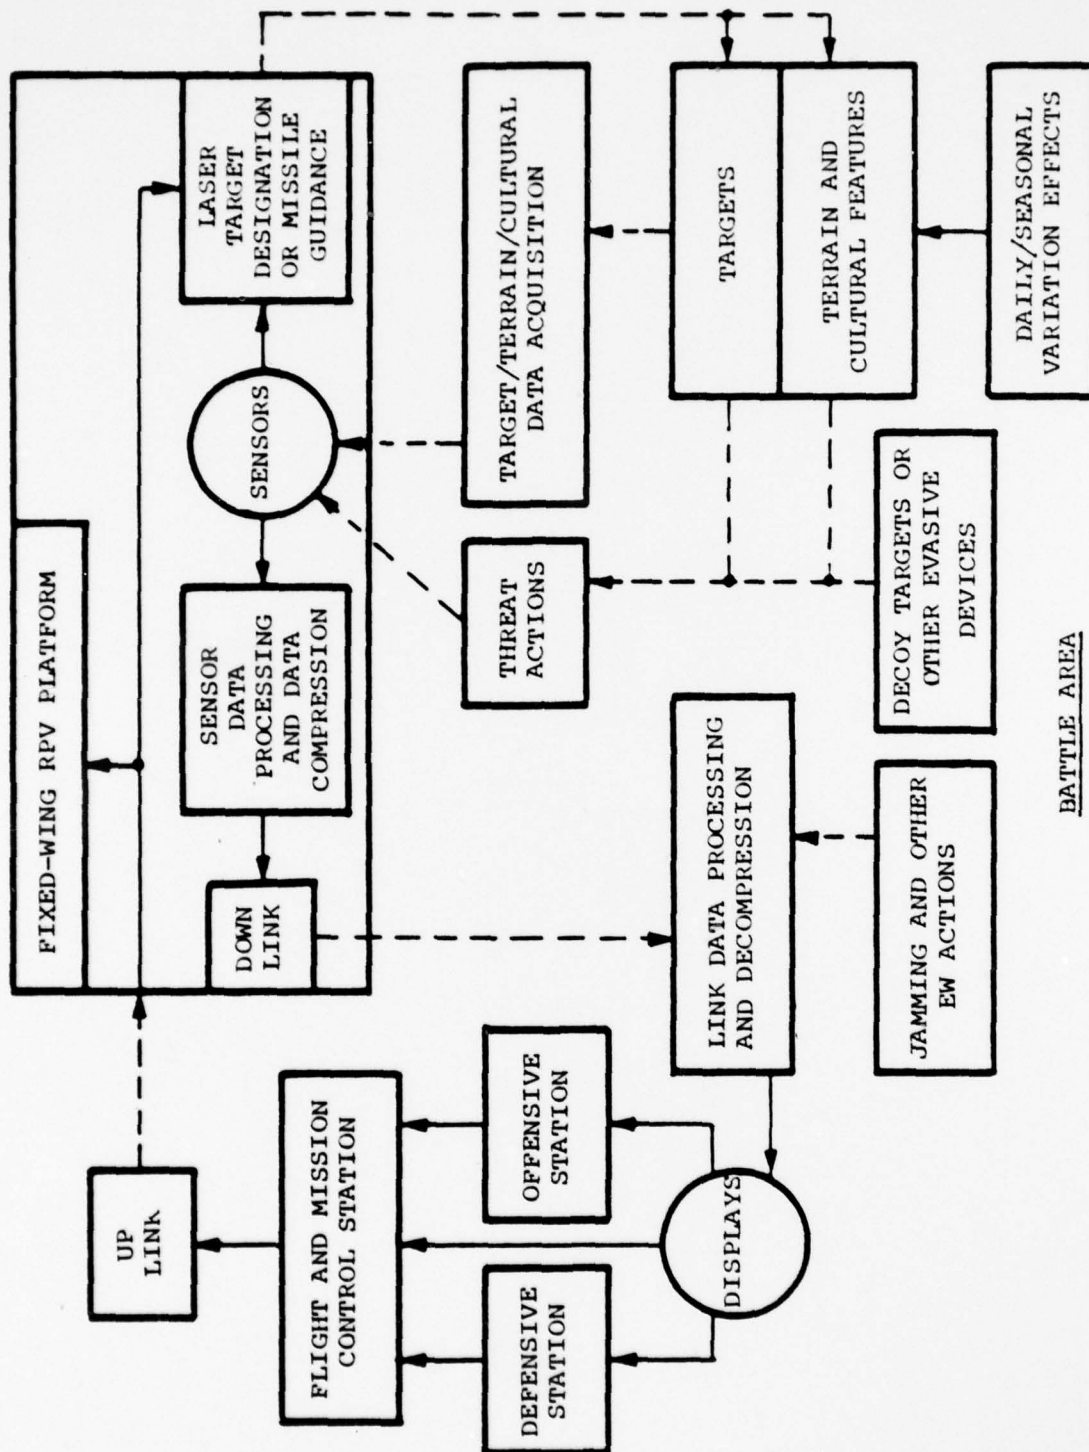 UP
LINK
FLIGHT AND MISSION
CONTROL STATION
DEFENSIVE
STATION
OFFENSIVE
STATION
DISPLAYS
FIXED-WING RPV PLATFORM
DOWN
LINK
SENSOR
DATA
PROCESSING
AND DATA
COMPRESSION
SENSORS
LASER
TARGET
DESIGNATION
OR MISSILE
GUIDANCE
THREAT
ACTIONS
TARGET/TERRAIN/CULTURAL
DATA ACQUISITION
LINK DATA PROCESSING
AND DECOMPRESSION
TARGETS
TERRAIN AND
CULTURAL FEATURES
JAMMING AND OTHER
EW ACTIONS
DECOY TARGETS OR
OTHER EVASIVE
DEVICES
DAILY/SEASONAL
VARIATION EFFECTS
BATTLE AREA